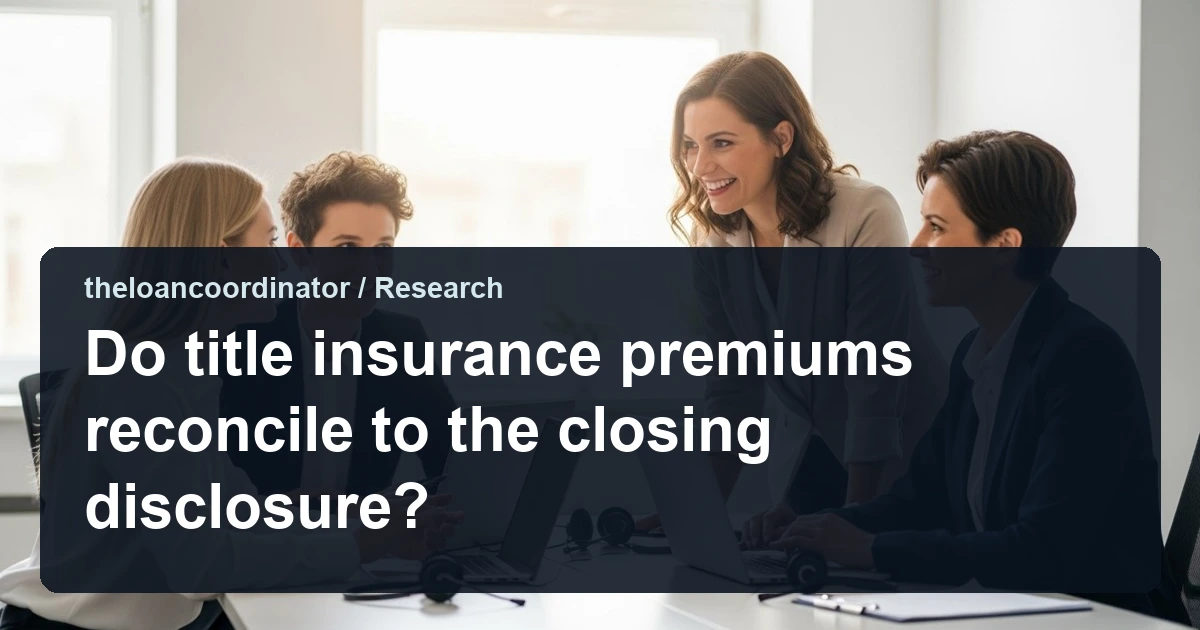 theloancoordinator / Research
Do title insurance premiums
reconcile to the closing
disclosure?